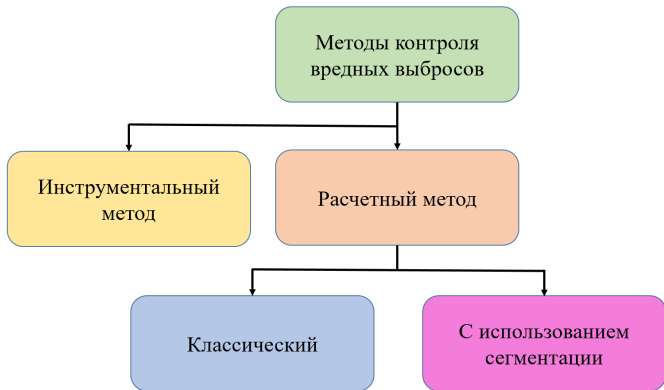 Методы контроля
вредных выбросов
Инструментальный
метод
Расчетный метод
Классический
С использованием
сегментации